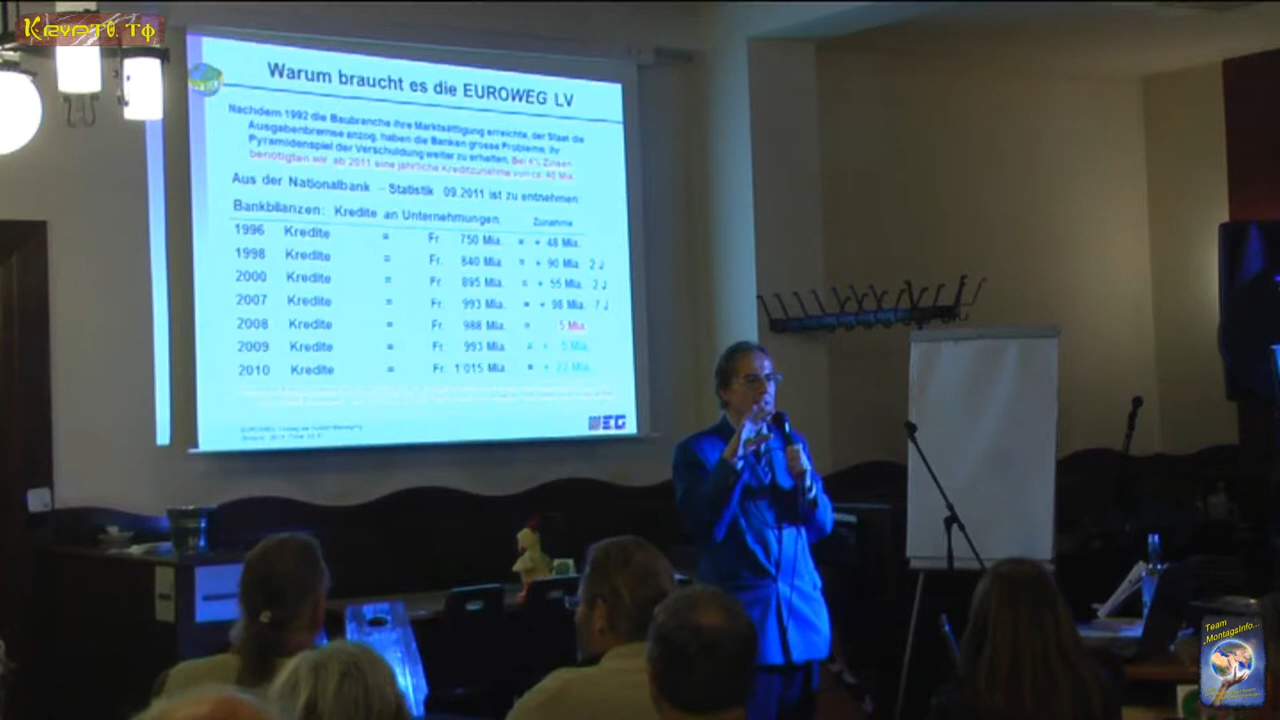 KRYPT0. TΦ
Warum braucht es die EUROWEG LV
Nachdem 1992 die Baubranche ihre Marktsättigung erreichte, der Staat die
Ausgabenbremse anzog, haben die Banken grosse Probleme, ihr
Pyramidenspiel der Verschuldung weiter zu erhalten. Bei 4% Zinsen
benötigten wir ab 2011 eine jährliche Kreditzunahme von ca. 40 Mia.
Aus der Nationalbank – Statistik 09.2011 ist zu entnehmen
Bankbilanzen: Kredite an Unternehmungen. Zunahme
1996 Kredite = Fr. 750 Mia. = + 48 Mia.
1998 Kredite = Fr. 840 Mia. = + 90 Mia. 2 J
2000 Kredite = Fr. 895 Mia. = + 55 Mia. 2 J
2007 Kredite = Fr. 993 Mia. = + 98 Mia. 7 J
2008 Kredite = Fr. 988 Mia. = 5 Mia.
2009 Kredite = Fr. 993 Mia. = + 5 Mia.
2010 Kredite = Fr. 1'015 Mia. = + 22 Mia.
WEG
Team
„MontagsInfo...